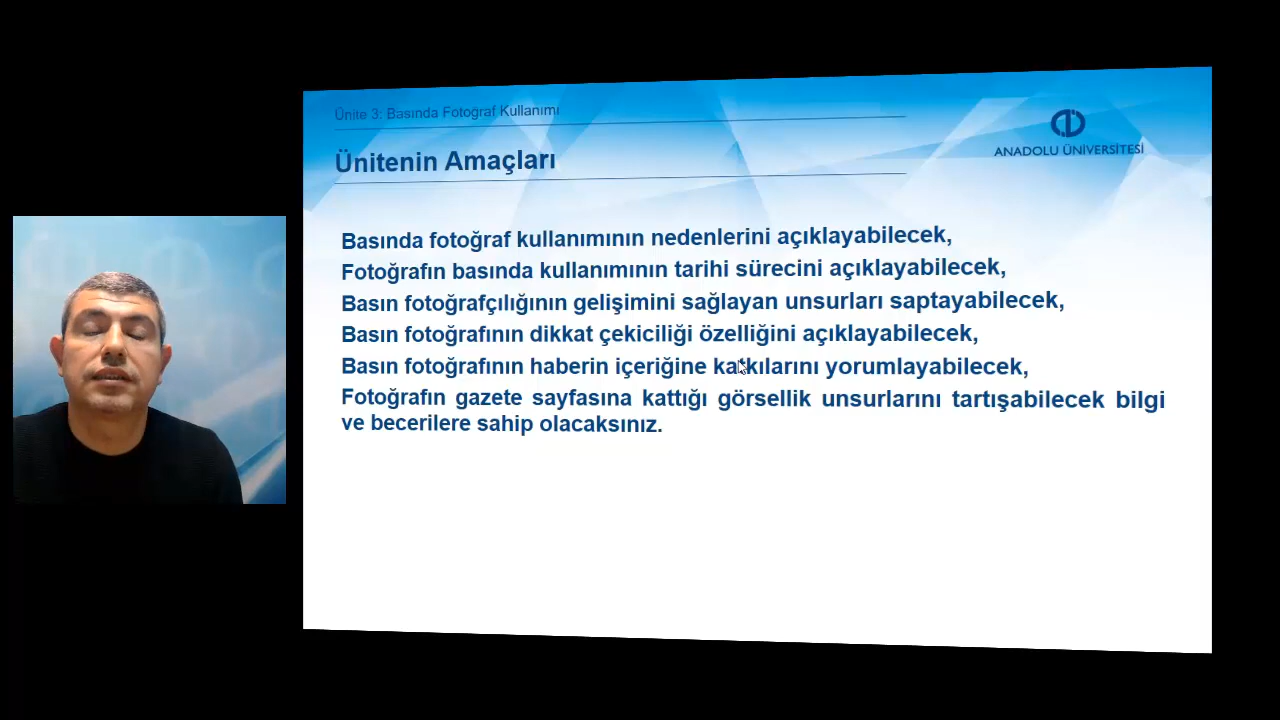 Ünite 3: Basında Fotoğraf Kullanımı
Ünitenin Amaçları
ANADOLU ÜNİVERSİTESİ
Basında fotoğraf kullanımının nedenlerini açıklayabilecek,
Fotoğrafın basında kullanımının tarihi sürecini açıklayabilecek,
Basın fotoğrafçılığının gelişimini sağlayan unsurları saptayabilecek,
Basın fotoğrafının dikkat çekiciliği özelliğini açıklayabilecek,
Basın fotoğrafının haberin içeriğine katkılarını yorumlayabilecek,
Fotoğrafın gazete sayfasına kattığı görsellik unsurlarını tartışabilecek bilgi
ve becerilere sahip olacaksınız.